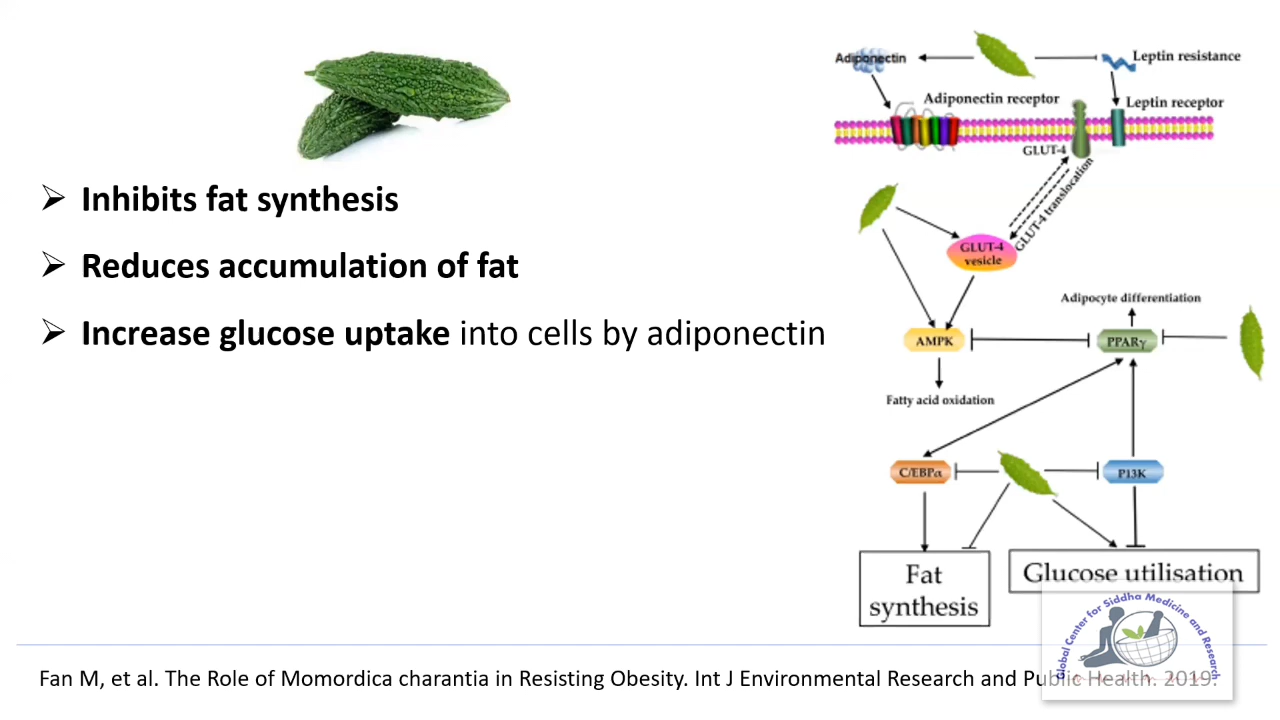 Inhibits fat synthesis
Reduces accumulation of fat
Increase glucose uptake into cells by adiponectin
Adiponectin
Leptin resistance
Adiponectin receptor
Leptin receptor
GLUT-4
GLUT-4 translocation
GLUT-4
vesicle
Adipocyte differentiation
AMPK
PPARγ
Fatty acid oxidation
C/EBPα
P13K
Fat
synthesis
Glucose utilisation
Global Center for Siddha Medicine and Research
Fan M, et al. The Role of Momordica charantia in Resisting Obesity. Int J Environmental Research and Public Health. 2019.